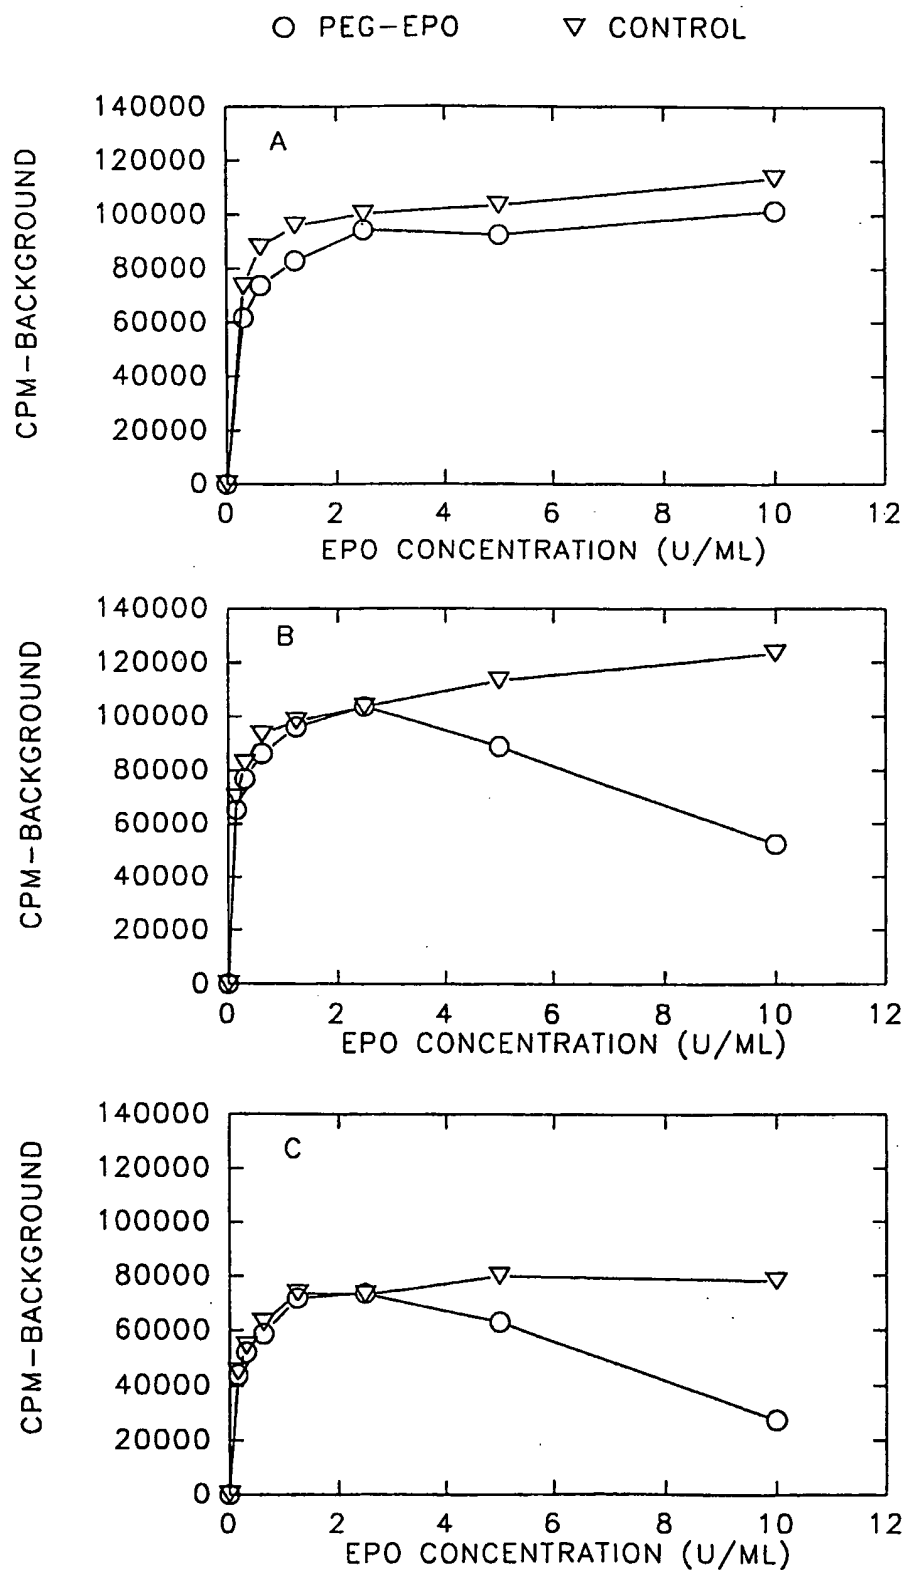 PEG-EPO CONTROL
A
140000
120000
100000
80000
60000
40000
20000
0
CPM-BACKGROUND
0 2 4 6 8 10 12
EPO CONCENTRATION (U/ML)
B
140000
120000
100000
80000
60000
40000
20000
0
CPM-BACKGROUND
0 2 4 6 8 10 12
EPO CONCENTRATION (U/ML)
C
140000
120000
100000
80000
60000
40000
20000
0
CPM-BACKGROUND
0 2 4 6 8 10 12
EPO CONCENTRATION (U/ML)